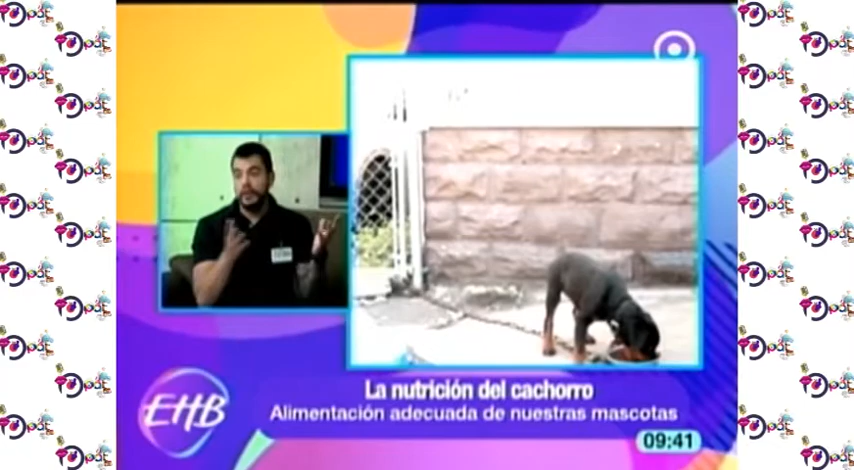 La nutrición del cachorro
EHB
Alimentación adecuada de nuestras mascotas
09:41